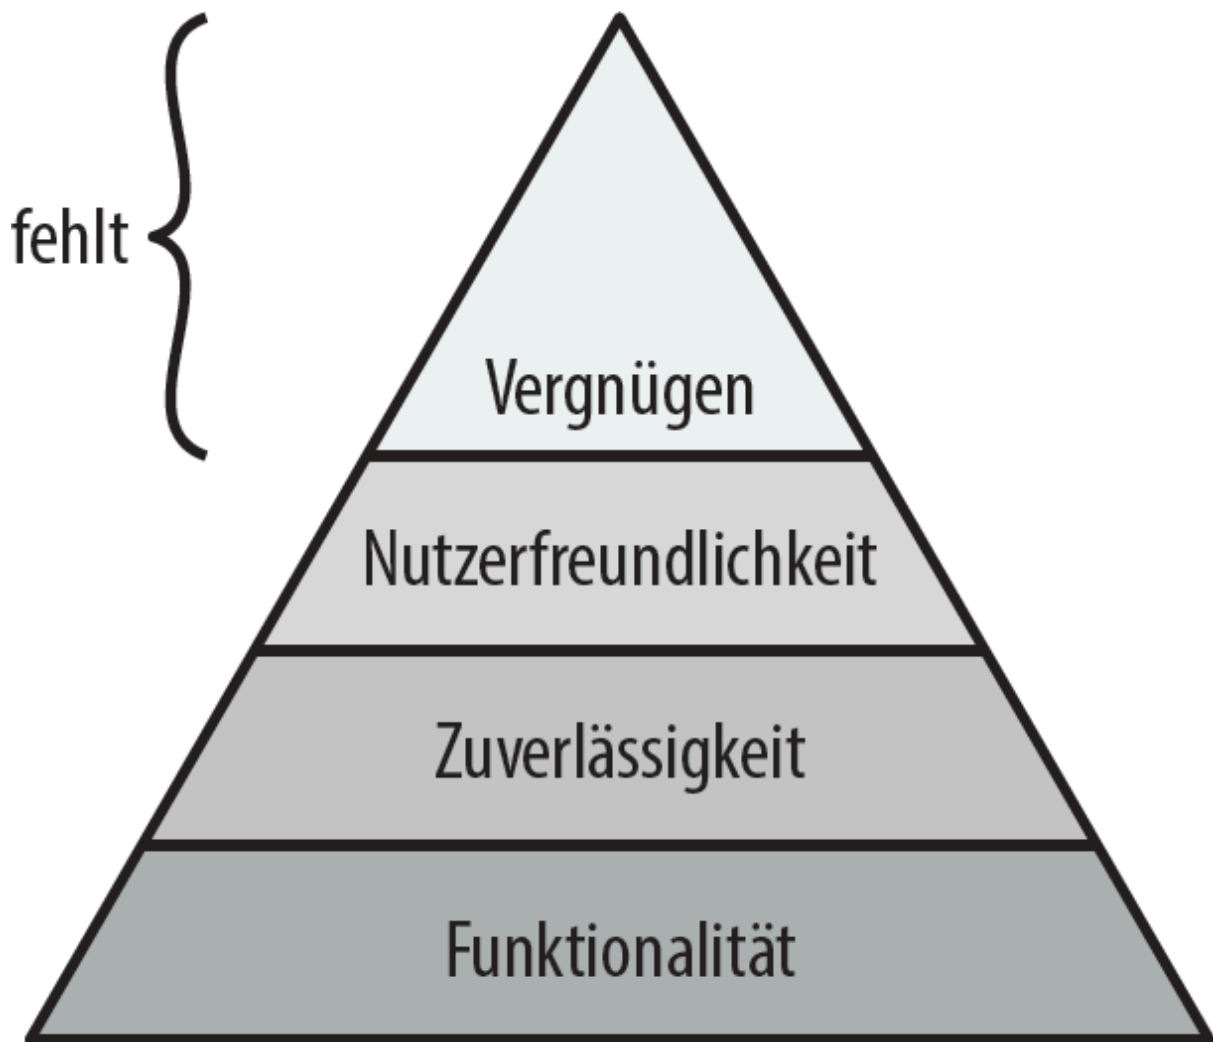 fehlt
Vergnügen
Nutzerfreundlichkeit
Zuverlässigkeit
Funktionalität